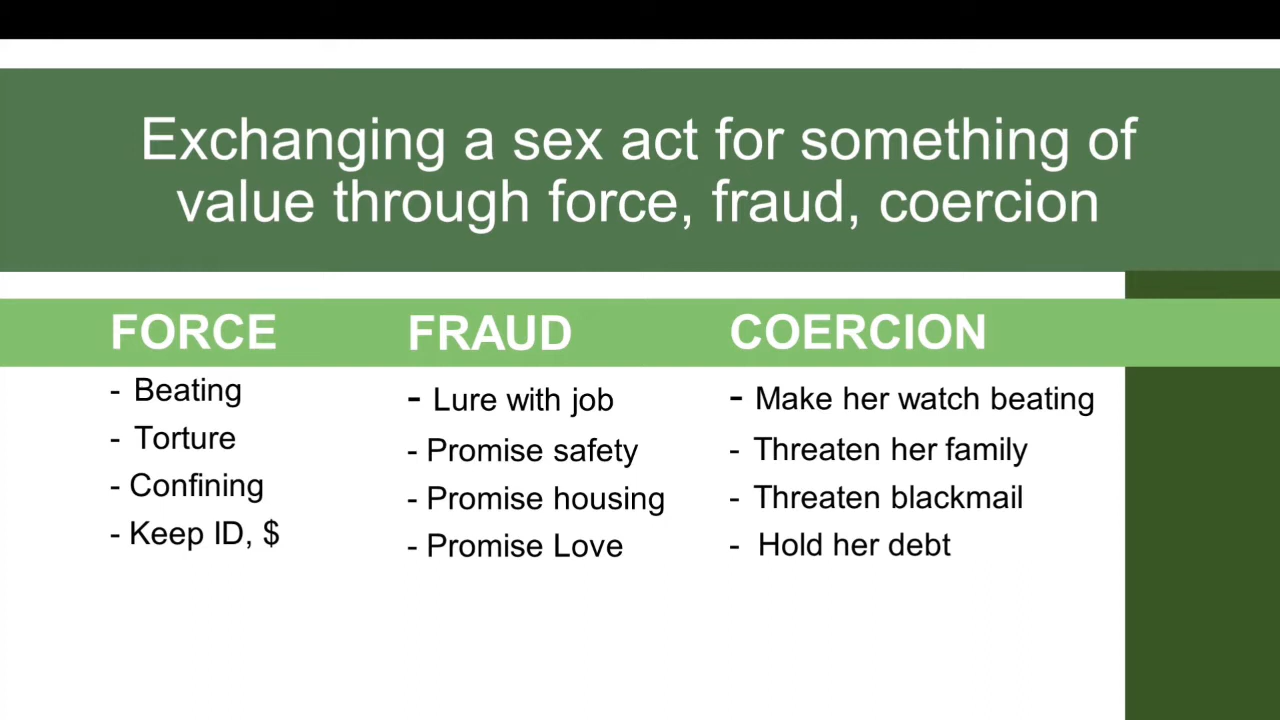 Exchanging a sex act for something of
value through force, fraud, coercion
FORCE
- Beating
- Torture
- Confining
- Keep ID, $
FRAUD
- Lure with job
- Promise safety
- Promise housing
- Promise Love
COERCION
- Make her watch beating
- Threaten her family
- Threaten blackmail
- Hold her debt